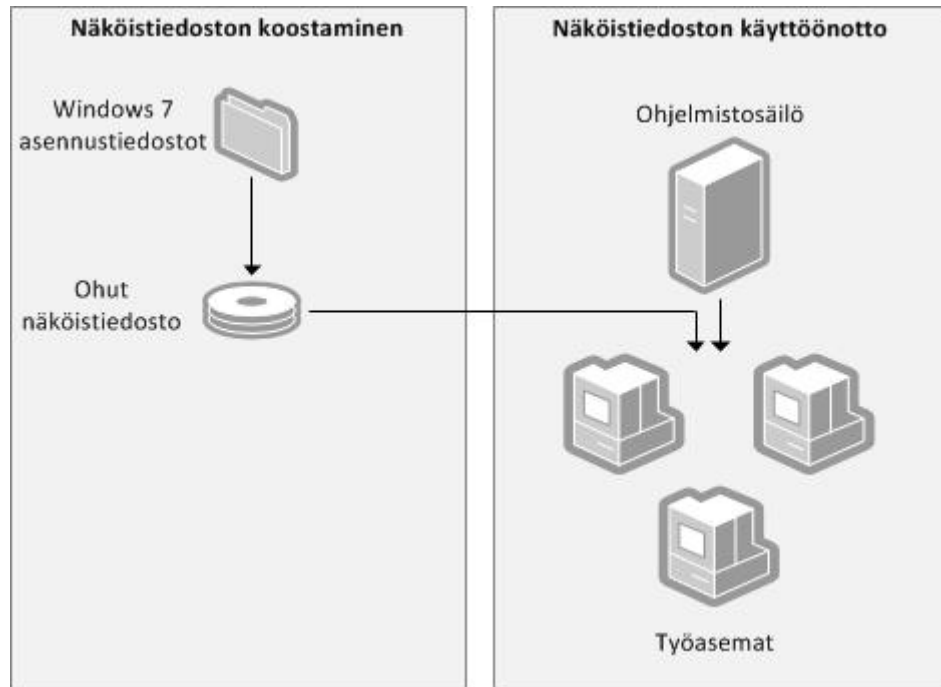 Näköistiedoston koostaminen
Windows 7
asennustiedostot
Ohut
näköistiedosto
Näköistiedoston käyttöönotto
Ohjelmistosäilö
Työasemat